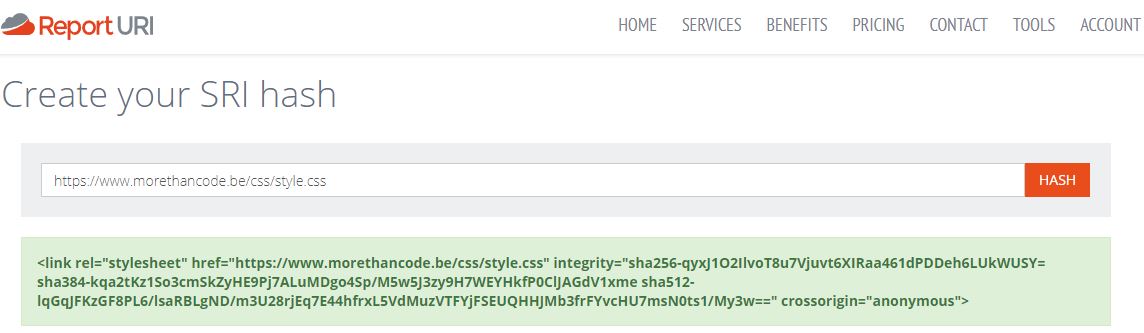 Report URI
HOME SERVICES BENEFITS PRICING CONTACT TOOLS ACCOUNT
Create your SRI hash
https://www.morethancode.be/css/style.css HASH
<link rel="stylesheet" href="https://www.morethancode.be/css/style.css" integrity="sha256-qyxJ1O2IlvoT8u7Vjuvt6XIRaa461dPDDeh6LUkWUSY=
sha384-kqa2tKz1So3cmSkZyHE9Pj7ALuMDgo4Sp/M5w5J3zy9H7WEYHkfP0ClJAGdV1xme sha512-
lqGqJFKzGF8PL6/lsaRBLgND/m3U28rjEq7E44hfrxL5VdMuzVTFYjFSEUQHHJMb3frFYvcHU7msN0ts1/My3w==" crossorigin="anonymous">